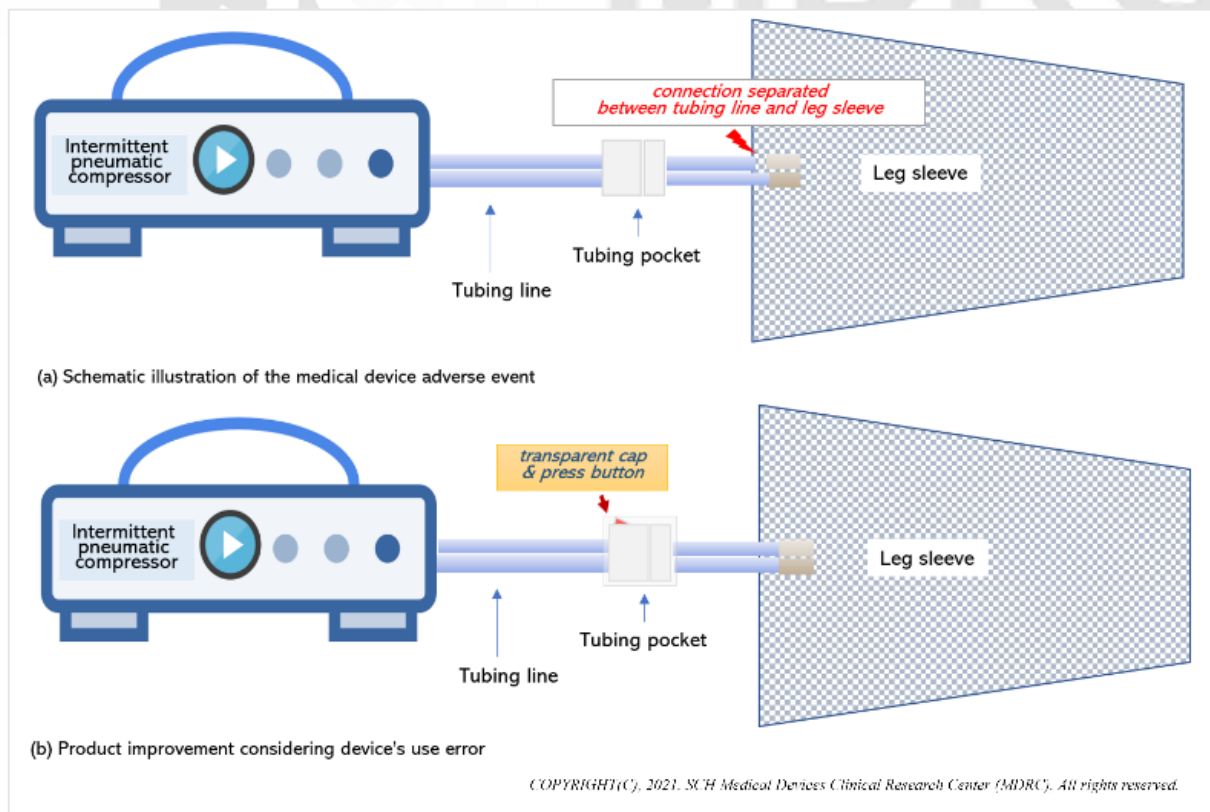 connection separated
between tubing line and leg sleeve
Intermittent
pneumatic
compressor
Leg sleeve
Tubing pocket
Tubing line
(a) Schematic illustration of the medical device adverse event
transparent cap
& press button
Intermittent
pneumatic
compressor
Leg sleeve
Tubing pocket
Tubing line
(b) Product improvement considering device's use error
COPYRIGHT(C), 2021. SCH Medical Devices Clinical Research Center (MDRC). All rights reserved.